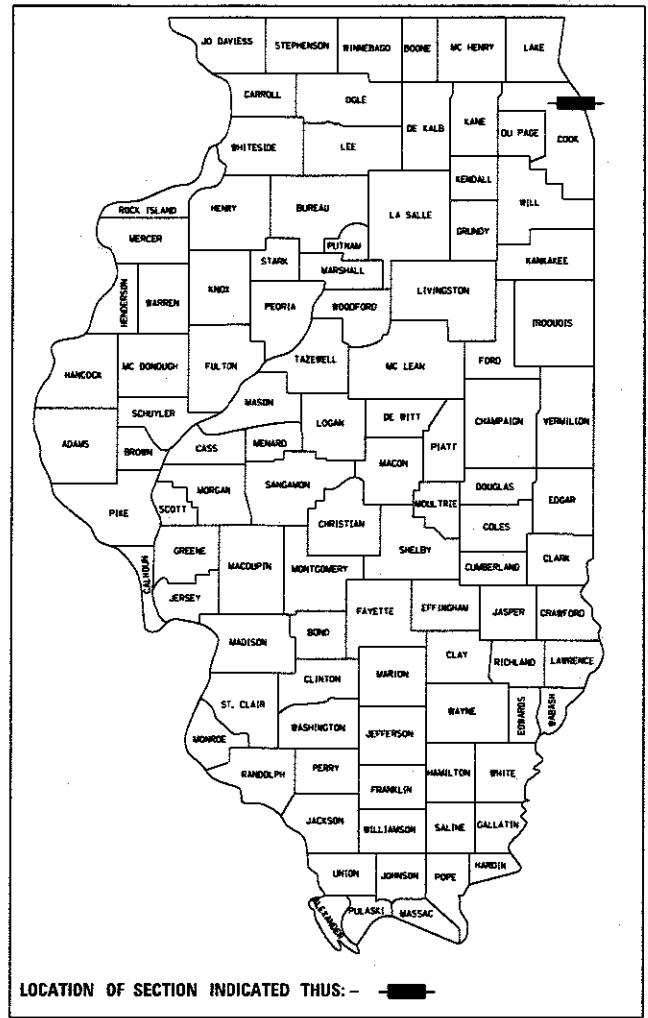 JO DAVIESS
STEPHENSON
WINNEBAGO
BOONE
MC HENRY
LAKE
CARROLL
OGLE
DE KALB
KANE
DU PAGE
COOK
WHITESIDE
LEE
KENDALL
WILL
ROCK ISLAND
HENRY
BUREAU
LA SALLE
GRUNDY
MERCER
PUTNAM
STARK
MARSHALL
KANKAKEE
HENDERSON
WARREN
KNOX
PEORIA
WOODFORD
LIVINGSTON
IROQUOIS
HANCOCK
MC DONOUGH
FULTON
TAZEWELL
MC LEAN
FORD
MASON
SCHUYLER
LOGAN
DE WITT
CHAMPAIGN
VERMILION
ADAMS
BROWN
CASS
MENARD
PIATT
MACON
MORGAN
SANGAMON
DOUGLAS
EDGAR
PIKE
SCOTT
CHRISTIAN
MOULTRIE
COLES
CALHOUN
GREENE
MACOUPIN
MONTGOMERY
SHELBY
CUMBERLAND
CLARK
JERSEY
FAYETTE
EFFINGHAM
JASPER
CRAWFORD
MADISON
BOND
CLAY
RICHLAND
LAWRENCE
CLINTON
MARION
ST. CLAIR
WAYNE
EDWARDS
WABASH
MONROE
WASHINGTON
JEFFERSON
RANDOLPH
PERRY
HAMILTON
WHITE
FRANKLIN
JACKSON
WILLIAMSON
SALINE
GALLATIN
UNION
JOHNSON
POPE
HARDIN
ALEXANDER
PULASKI
MASSAC
LOCATION OF SECTION INDICATED THUS: -